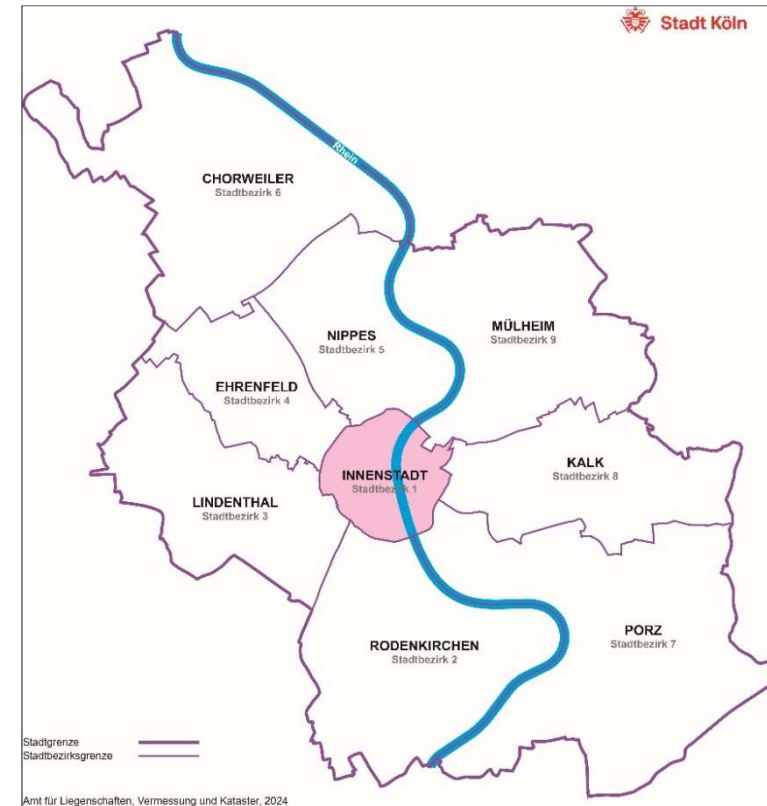 Stadt Köln
Rhein
CHORWEILER
Stadtbezirk 6
NIPPES
Stadtbezirk 5
MÜLHEIM
Stadtbezirk 9
EHRENFELD
Stadtbezirk 4
INNENSTADT
Stadtbezirk 1
KALK
Stadtbezirk 8
LINDENTHAL
Stadtbezirk 3
RODENKIRCHEN
Stadtbezirk 2
PORZ
Stadtbezirk 7
Stadtgrenze
Stadtbezirksgrenze
Amt für Liegenschaften, Vermessung und Kataster, 2024